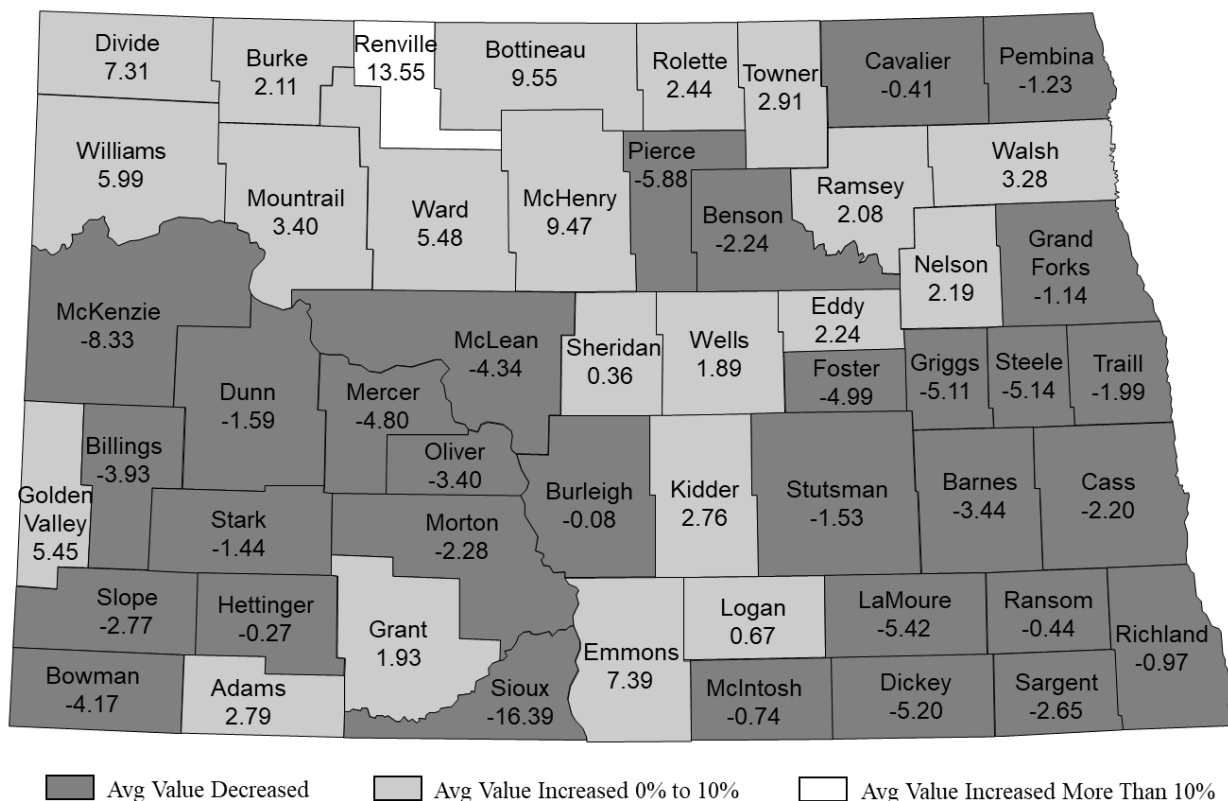 Divide
7.31
Burke
2.11
Renville
13.55
Bottineau
9.55
Rolette
2.44
Towner
2.91
Cavalier
-0.41
Pembina
-1.23
Williams
5.99
Mountrail
3.40
Ward
5.48
McHenry
9.47
Pierce
-5.88
Benson
-2.24
Ramsey
2.08
Walsh
3.28
Nelson
2.19
Grand
Forks
-1.14
McKenzie
-8.33
Dunn
-1.59
Mercer
-4.80
McLean
-4.34
Sheridan
0.36
Wells
1.89
Eddy
2.24
Foster
-4.99
Griggs
-5.11
Steele
-5.14
Traill
-1.99
Golden
Valley
5.45
Billings
-3.93
Stark
-1.44
Oliver
-3.40
Morton
-2.28
Burleigh
-0.08
Kidder
2.76
Stutsman
-1.53
Barnes
-3.44
Cass
-2.20
Slope
-2.77
Hettinger
-0.27
Grant
1.93
Emmons
7.39
Logan
0.67
LaMoure
-5.42
Ransom
-0.44
Richland
-0.97
Bowman
-4.17
Adams
2.79
Sioux
-16.39
McIntosh
-0.74
Dickey
-5.20
Sargent
-2.65
Avg Value Decreased
Avg Value Increased 0% to 10%
Avg Value Increased More Than 10%